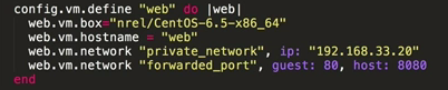 config.vm.define "web" do |web|
web.vm.box="nrel/CentOS-6.5-x86_64"
web.vm.hostname = "web"
web.vm.network "private_network", ip: "192.168.33.20"
web.vm.network "forwarded_port", guest: 80, host: 8080
end